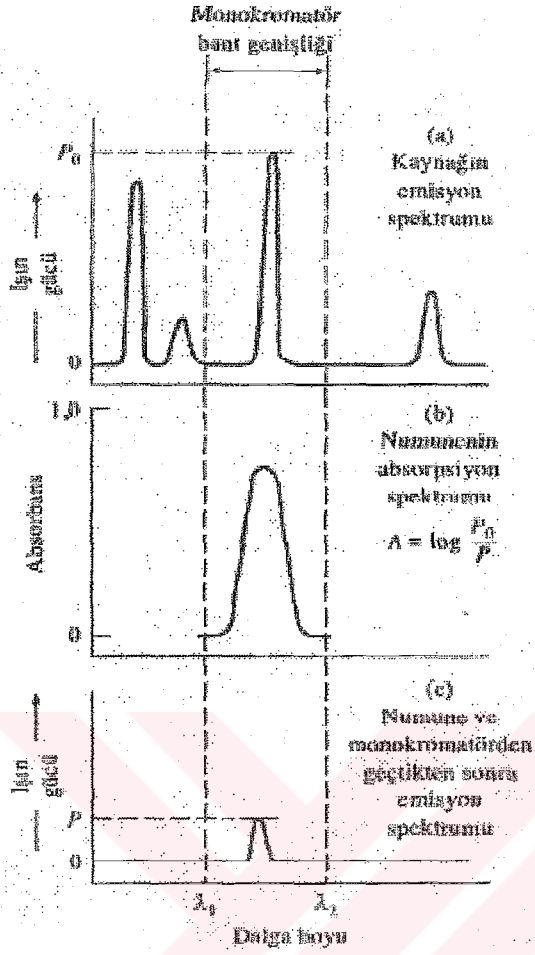 Monokromatör
bant genişliği
(a)
Kaynağın
emisyon
spektrumu
P₀
Işın
gücü
0
1,0
(b)
Numunenin
absorpsiyon
spektrumu
A = log P₀/P
Absorbans
0
(c)
Numune ve
monokromatörden
geçtikten sonra
emisyon
spektrumu
Işın
gücü
P
0
λ₁ λ₂
Dalga boyu